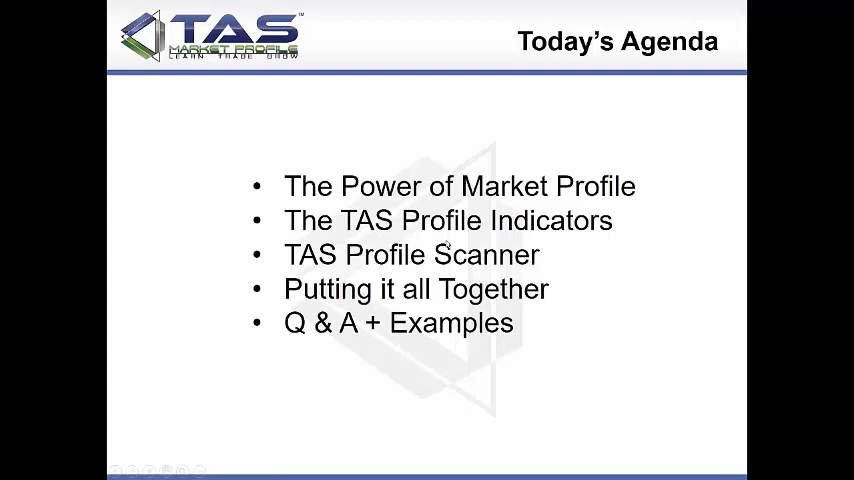 TAS™
MARKET PROFILE
LEARN TRADE GROW
Today's Agenda
• The Power of Market Profile
• The TAS Profile Indicators
• TAS Profile Scanner
• Putting it all Together
• Q & A + Examples